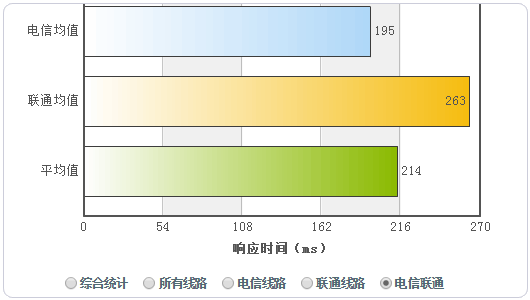 电信均值
195
联通均值
263
平均值
214
0 54 108 162 216 270
响应时间（ms）
综合统计 所有线路 电信线路 联通线路 电信联通